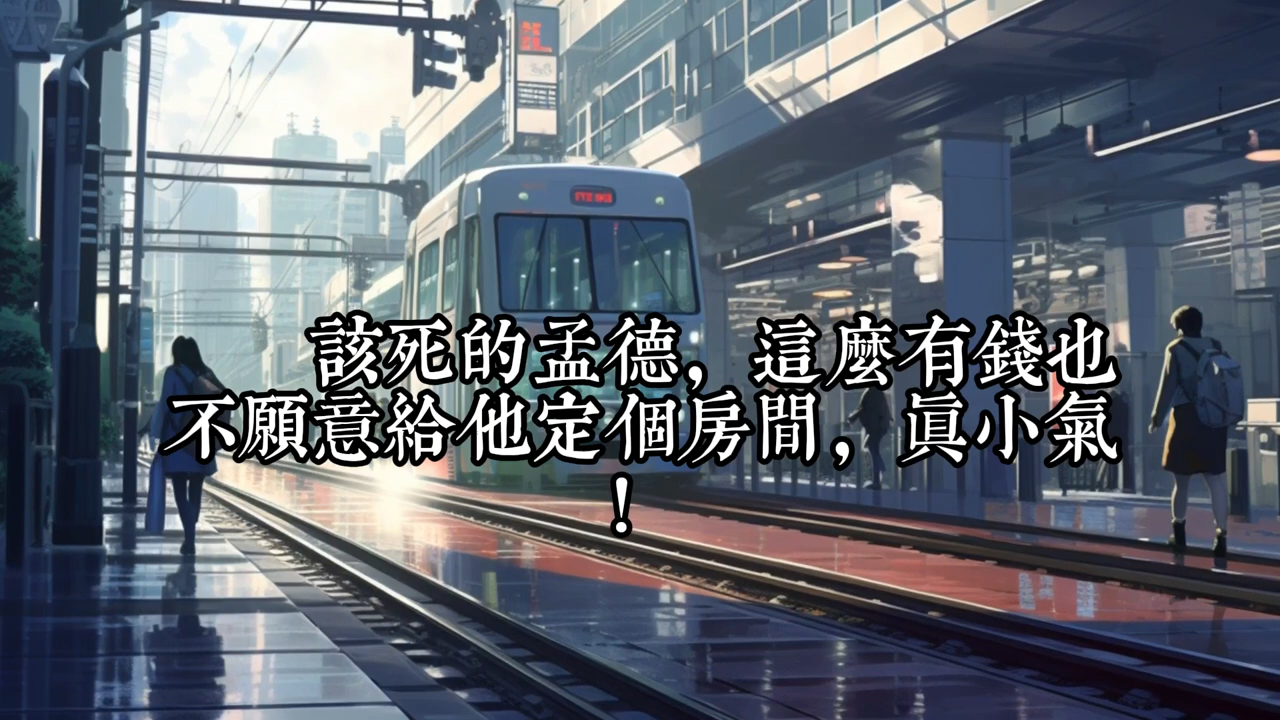 該死的孟德，這麼有錢也
不願意給他定個房間，眞小氣
！